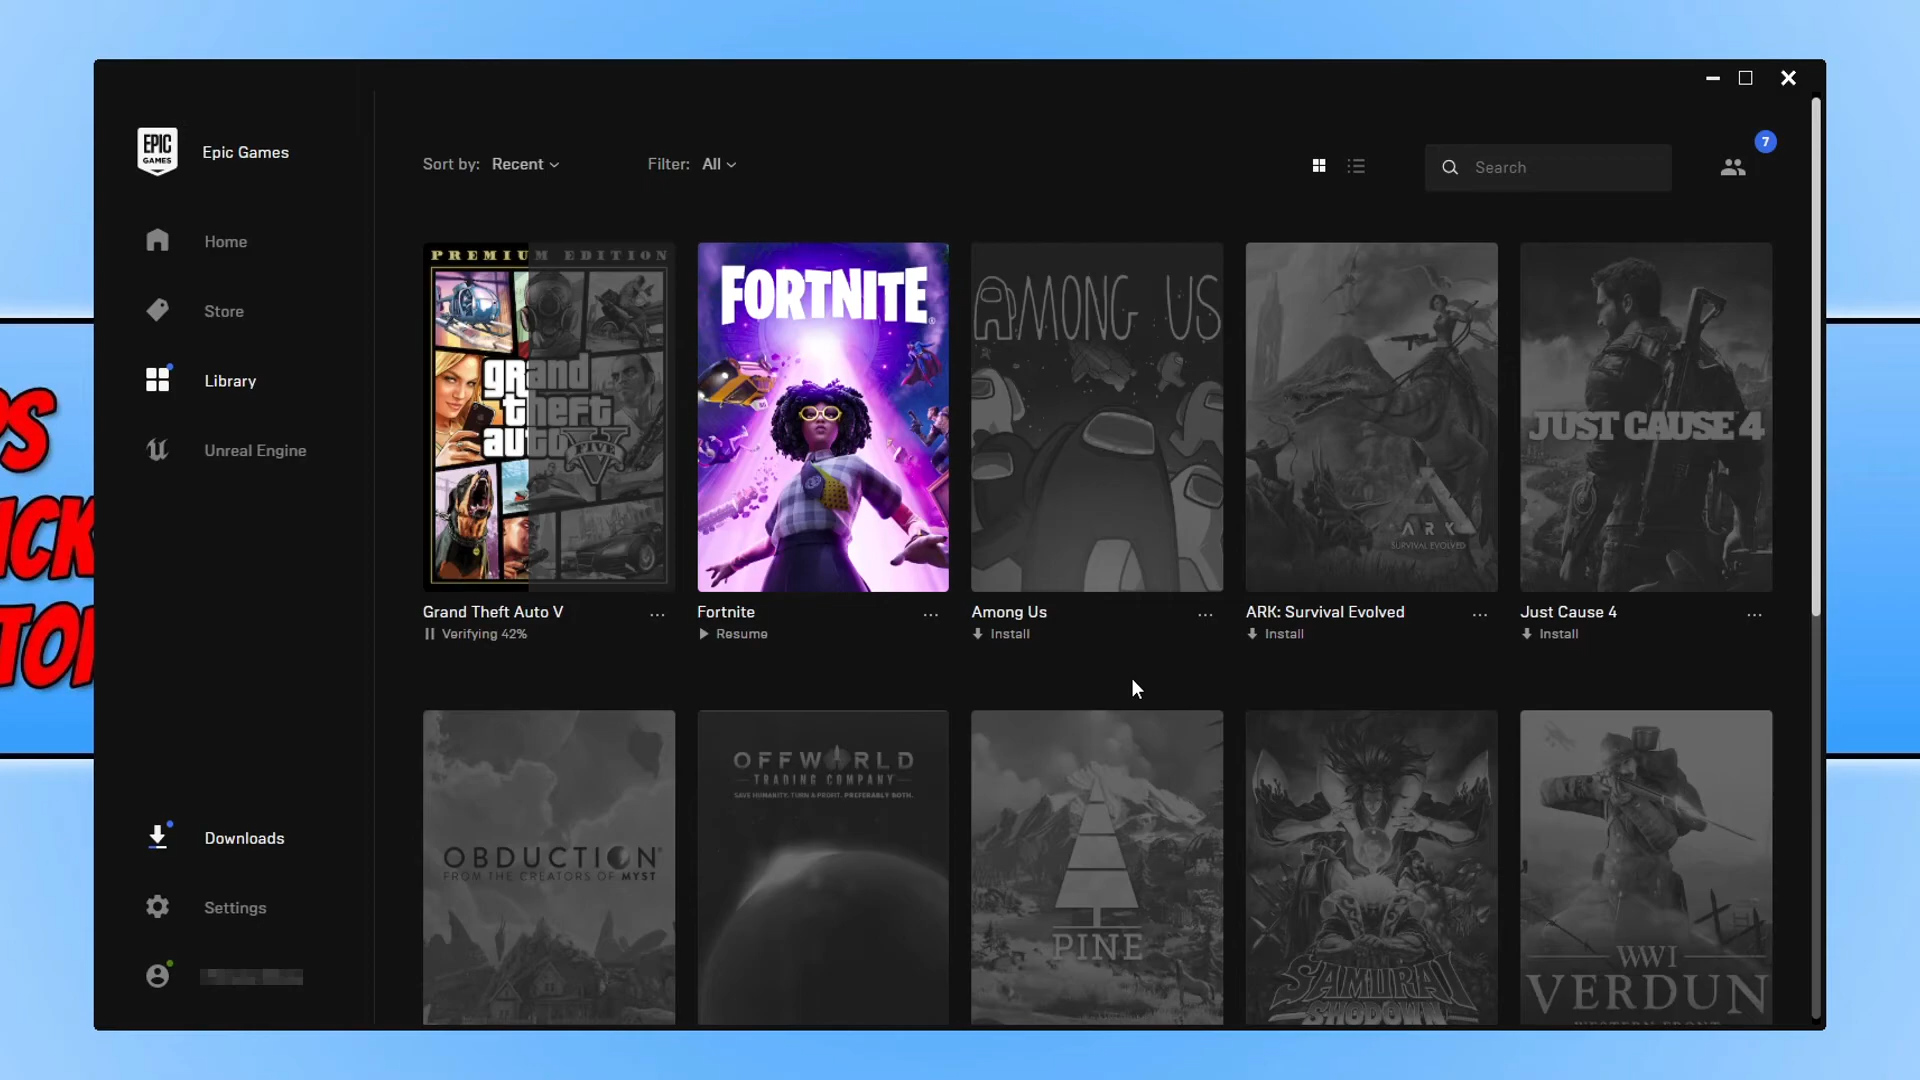 EPIC
GAMES
Epic Games
Home
Store
Library
Unreal Engine
Downloads
Settings
Sort by: Recent
Filter: All
Search
7
PREMIUM EDITION
grand
theft
auto
FIVE
FORTNITE
AMONG US
ARK
SURVIVAL EVOLVED
JUST CAUSE 4
Grand Theft Auto V
Verifying 42%
Fortnite
Resume
Among Us
Install
ARK: Survival Evolved
Install
Just Cause 4
Install
OBDUCTION
FROM THE CREATORS OF MYST
OFFWORLD
TRADING COMPANY
SAVE HUMANITY. TURN A PROFIT. PREFERABLY BOTH.
PINE
SAMURAI
SHODOWN
WWI
VERDUN
WESTERN FRONT